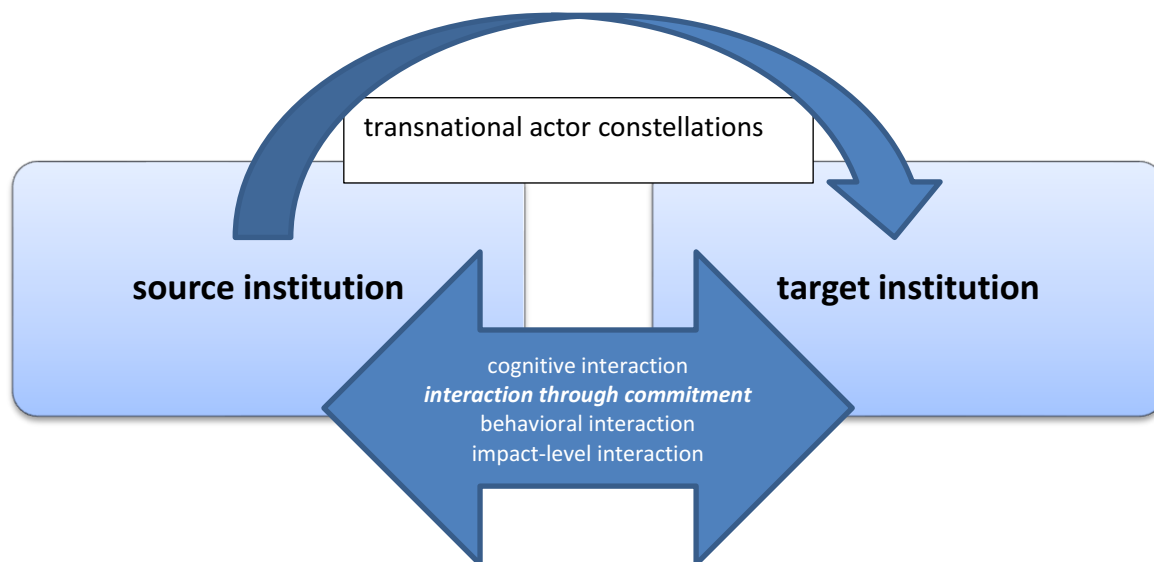 transnational actor constellations
source institution
target institution
cognitive interaction
interaction through commitment
behavioral interaction
impact-level interaction